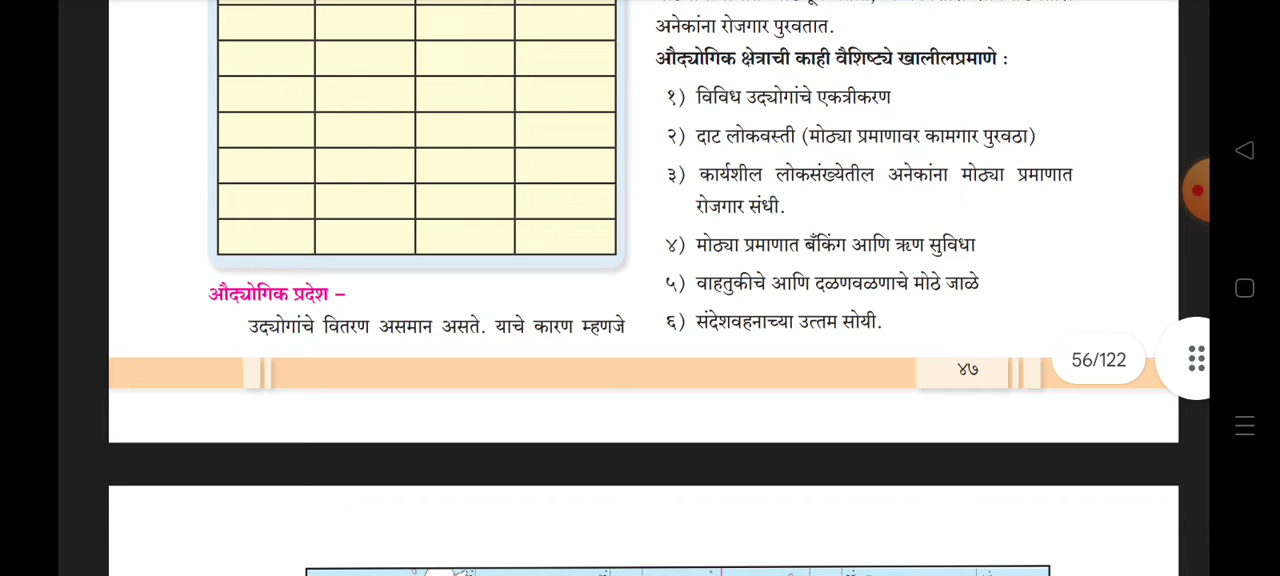 औद्योगिक प्रदेश –
उद्योगांचे वितरण असमान असते. याचे कारण म्हणजे
अनेकांना रोजगार पुरवतात.
औद्योगिक क्षेत्राची काही वैशिष्ट्ये खालीलप्रमाणे :
१) विविध उद्योगांचे एकत्रीकरण
२) दाट लोकवस्ती (मोठ्या प्रमाणावर कामगार पुरवठा)
३) कार्यशील लोकसंख्येतील अनेकांना मोठ्या प्रमाणात
रोजगार संधी.
४) मोठ्या प्रमाणात बँकिंग आणि ऋण सुविधा
५) वाहतुकीचे आणि दळणवळणाचे मोठे जाळे
६) संदेशवहनाच्या उत्तम सोयी.
४७
56/122